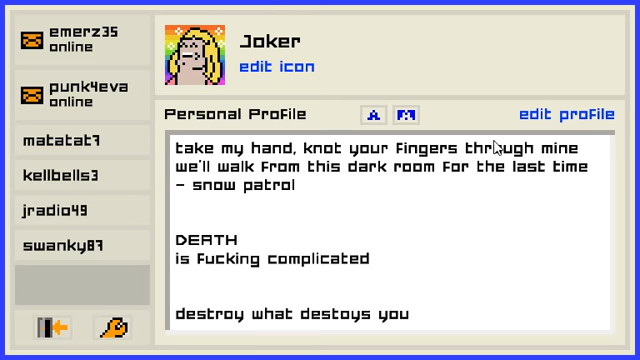 emerz35
online
punk4eva
online
matatat7
kellbells3
jradio49
swanky87
Joker
edit icon
Personal Profile
A
edit profile
take my hand, knot your fingers through mine
we'll walk from this dark room for the last time
- snow patrol
DEATH
is fucking complicated
destroy what destoys you